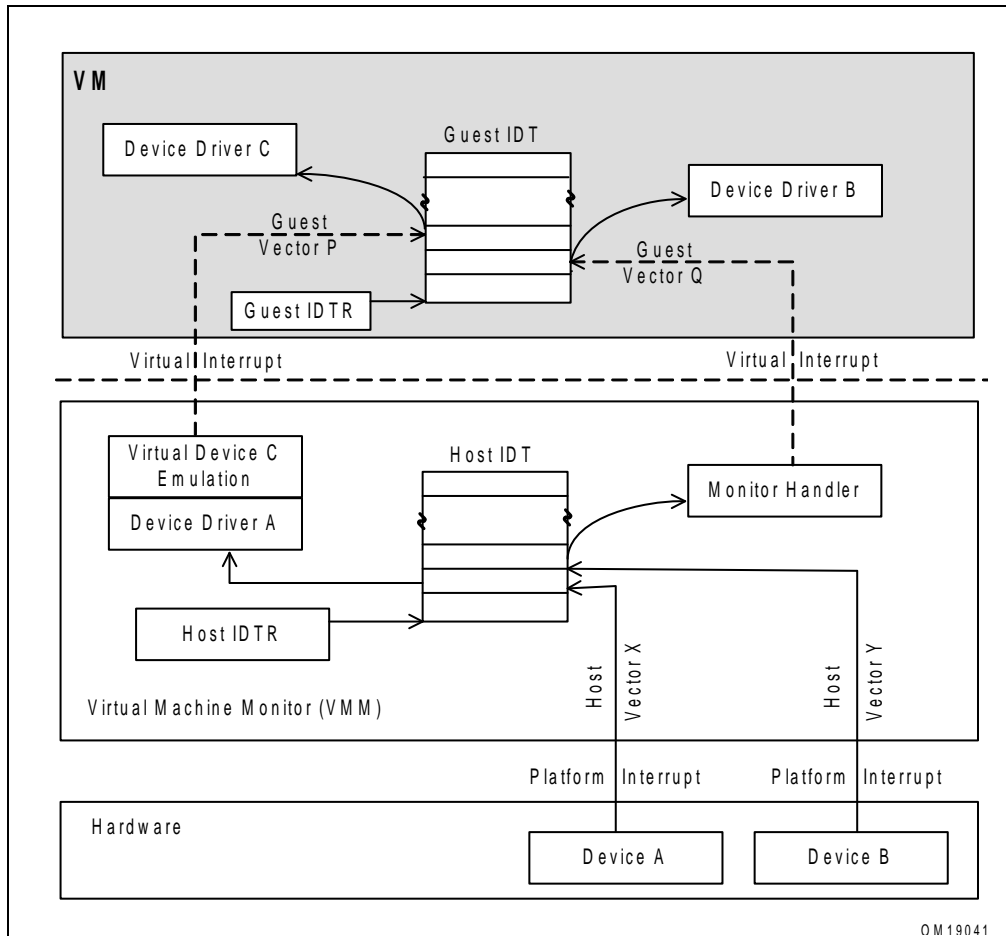 VM
Guest IDT
Device Driver C
Device Driver B
Guest
Vector P
Guest
Vector Q
Guest IDTR
Virtual Interrupt
Virtual Interrupt
Virtual Device C
Emulation
Device Driver A
Host IDT
Monitor Handler
Host IDTR
Host
Vector X
Host
Vector Y
Virtual Machine Monitor (VMM)
Platform Interrupt
Platform Interrupt
Hardware
Device A
Device B
OM19041